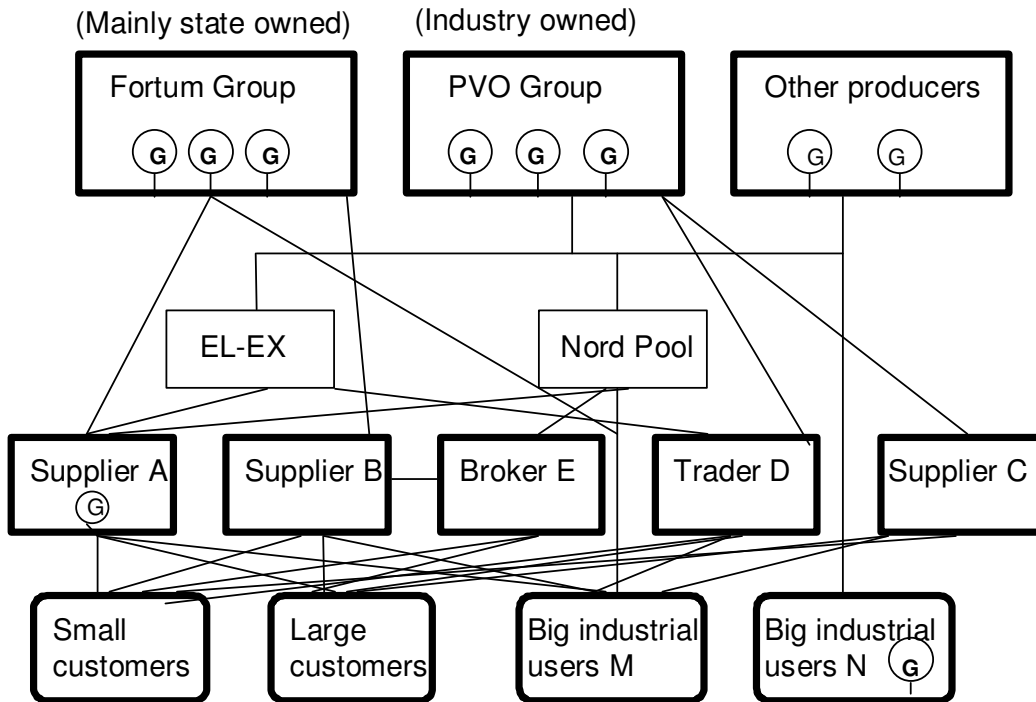 (Mainly state owned)
(Industry owned)
Fortum Group
PVO Group
Other producers
G G G
G G G
G G
EL-EX
Nord Pool
Supplier A
G
Supplier B
Broker E
Trader D
Supplier C
Small
customers
Large
customers
Big industrial
users M
Big industrial
users N
G